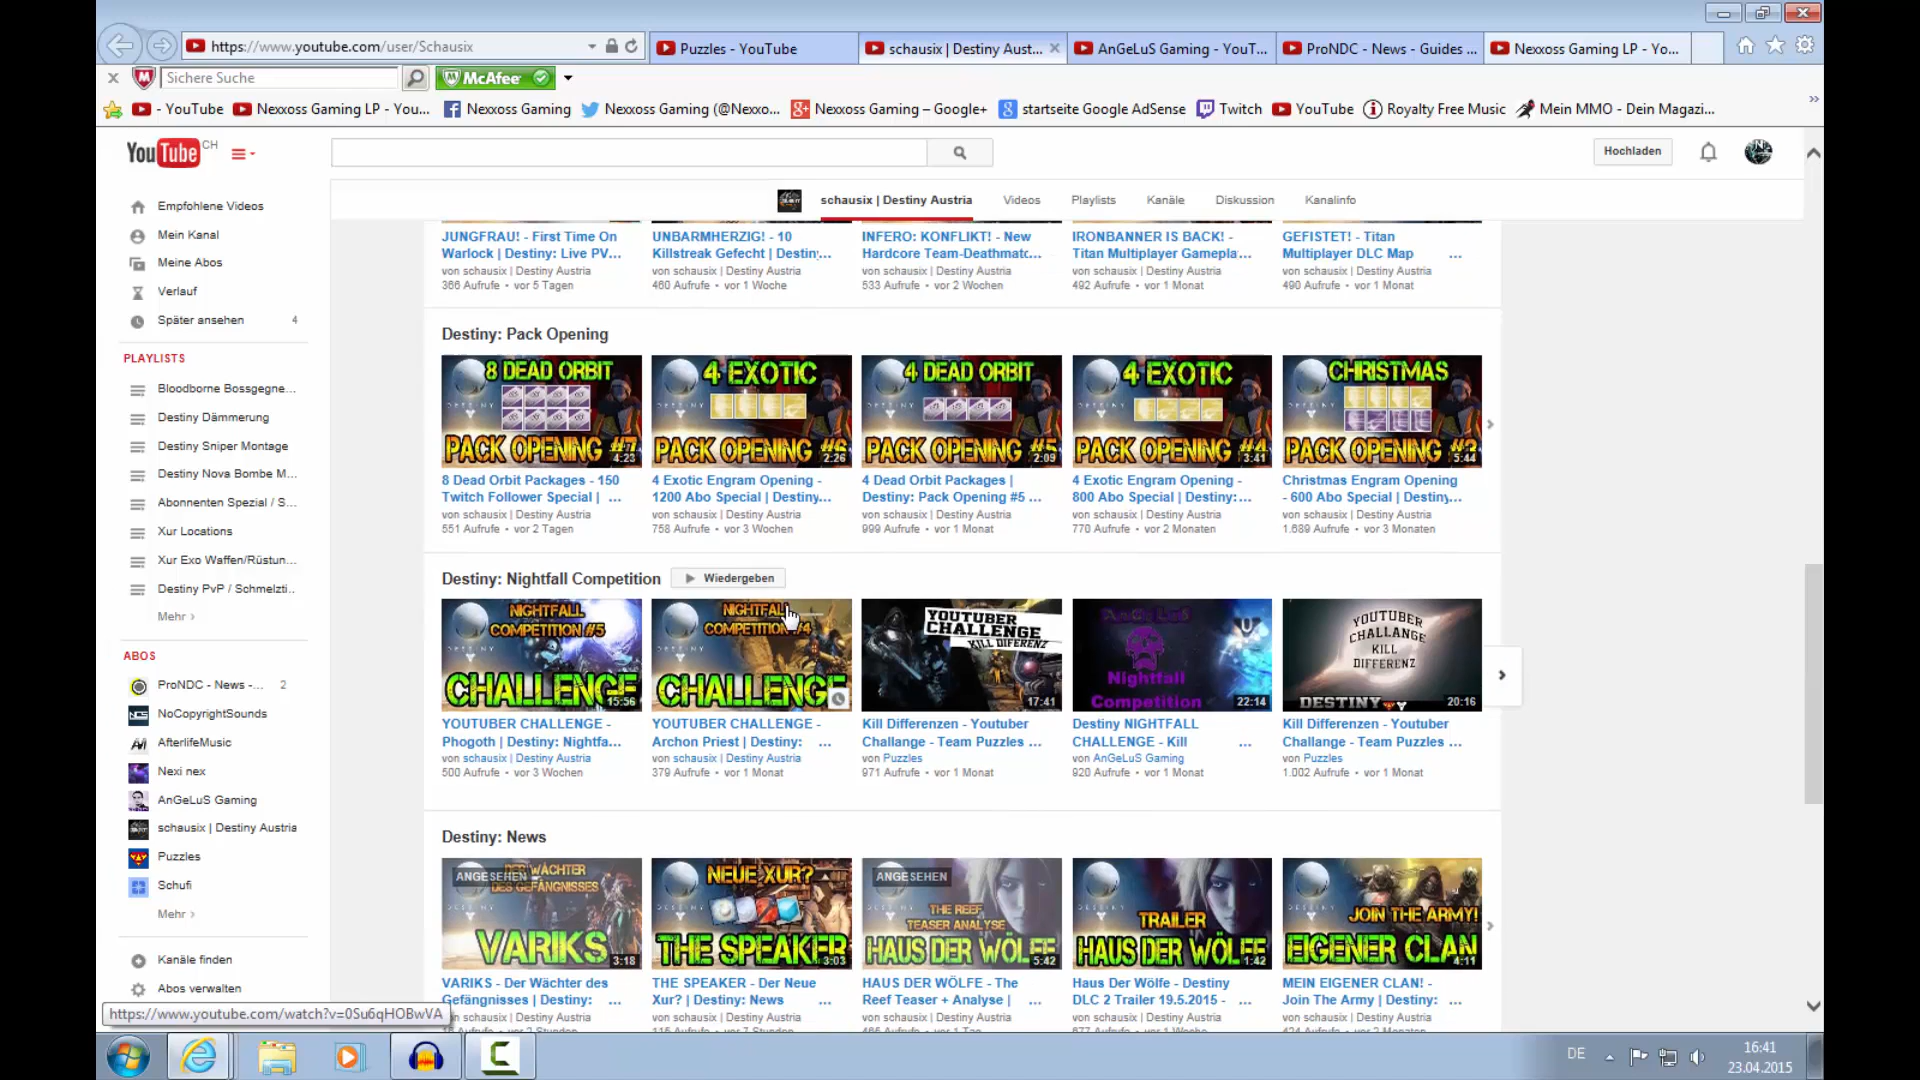 https://www.youtube.com/user/Schausix
Puzzles - YouTube
schausix | Destiny Aust...
AnGeLuS Gaming - YouT...
ProNDC - News - Guides ...
Nexxoss Gaming LP - Yo...
Sichere Suche
McAfee
- YouTube
Nexxoss Gaming LP - You...
Nexxoss Gaming
Nexxoss Gaming (@Nexxo...
Nexxoss Gaming – Google+
startseite Google AdSense
Twitch
YouTube
Royalty Free Music
Mein MMO - Dein Magazi...
YouTube CH
Hochladen
schausix | Destiny Austria
Videos
Playlists
Kanäle
Diskussion
Kanalinfo
Empfohlene Videos
Mein Kanal
Meine Abos
Verlauf
Später ansehen 4
PLAYLISTS
Bloodborne Bossgegne...
Destiny Dämmerung
Destiny Sniper Montage
Destiny Nova Bombe M...
Abonnenten Spezial / S...
Xur Locations
Xur Exo Waffen/Rüstun...
Destiny PvP / Schmelzti..
Mehr ›
ABOS
ProNDC - News -... 2
NoCopyrightSounds
AfterlifeMusic
Nexi nex
AnGeLuS Gaming
schausix | Destiny Austria
Puzzles
Schufi
Mehr ›
Kanäle finden
Abos verwalten
https://www.youtube.com/watch?v=0Su6qHOBwVA
JUNGFRAU! - First Time On
Warlock | Destiny: Live PV...
von schausix | Destiny Austria
366 Aufrufe • vor 5 Tagen
UNBARMHERZIG! - 10
Killstreak Gefecht | Destin...
von schausix | Destiny Austria
460 Aufrufe • vor 1 Woche
INFERO: KONFLIKT! - New
Hardcore Team-Deathmatc...
von schausix | Destiny Austria
533 Aufrufe • vor 2 Wochen
IRONBANNER IS BACK! -
Titan Multiplayer Gamepla...
von schausix | Destiny Austria
492 Aufrufe • vor 1 Monat
GEFISTET! - Titan
Multiplayer DLC Map ...
von schausix | Destiny Austria
490 Aufrufe • vor 1 Monat
Destiny: Pack Opening
8 DEAD ORBIT
DESTINY
PACK OPENING #7
4:23
4 EXOTIC
DESTINY
PACK OPENING #6
2:26
4 DEAD ORBIT
DESTINY
PACK OPENING #5
2:09
4 EXOTIC
DESTINY
PACK OPENING #4
3:41
CHRISTMAS
DESTINY
PACK OPENING
5:44
8 Dead Orbit Packages - 150
Twitch Follower Special | ...
von schausix | Destiny Austria
551 Aufrufe • vor 2 Tagen
4 Exotic Engram Opening -
1200 Abo Special | Destiny...
von schausix | Destiny Austria
758 Aufrufe • vor 3 Wochen
4 Dead Orbit Packages |
Destiny: Pack Opening #5 ...
von schausix | Destiny Austria
999 Aufrufe • vor 1 Monat
4 Exotic Engram Opening -
800 Abo Special | Destiny:...
von schausix | Destiny Austria
770 Aufrufe • vor 2 Monaten
Christmas Engram Opening
- 600 Abo Special | Destiny...
von schausix | Destiny Austria
1.689 Aufrufe • vor 3 Monaten
Destiny: Nightfall Competition
Wiedergeben
NIGHTFALL
COMPETITION #5
CHALLENGE
15:56
NIGHTFALL
COMPETITION #4
CHALLENGE
YOUTUBER
CHALLENGE
KILL DIFFERENZ
17:41
AnGeLuS
Nightfall
Competition
22:14
YOUTUBER
CHALLANGE
KILL
DIFFERENZ
DESTINY
20:16
YOUTUBER CHALLENGE -
Phogoth | Destiny: Nightfa...
von schausix | Destiny Austria
500 Aufrufe • vor 3 Wochen
YOUTUBER CHALLENGE -
Archon Priest | Destiny: ...
von schausix | Destiny Austria
379 Aufrufe • vor 1 Monat
Kill Differenzen - Youtuber
Challange - Team Puzzles ...
von Puzzles
971 Aufrufe • vor 1 Monat
Destiny NIGHTFALL
CHALLENGE - Kill ...
von AnGeLuS Gaming
920 Aufrufe • vor 1 Monat
Kill Differenzen - Youtuber
Challange - Team Puzzles ...
von Puzzles
1.002 Aufrufe • vor 1 Monat
Destiny: News
ANGESEHEN
DER WÄCHTER
DES GEFÄNGNISSES
VARIKS
3:18
NEUE XUR?
THE SPEAKER
3:03
ANGESEHEN
THE REEF
TEASER ANALYSE
HAUS DER WÖLFE
5:42
TRAILER
HAUS DER WÖLFE
1:42
JOIN THE ARMY!
EIGENER CLAN
4:11
VARIKS - Der Wächter des
Gefängnisses | Destiny: ...
THE SPEAKER - Der Neue
Xur? | Destiny: News ...
HAUS DER WÖLFE - The
Reef Teaser + Analyse | ...
Haus Der Wölfe - Destiny
DLC 2 Trailer 19.5.2015 - ...
MEIN EIGENER CLAN! -
Join The Army | Destiny: ...
von schausix | Destiny Austria
von schausix | Destiny Austria
von schausix | Destiny Austria
von schausix | Destiny Austria
DE
16:41
23.04.2015